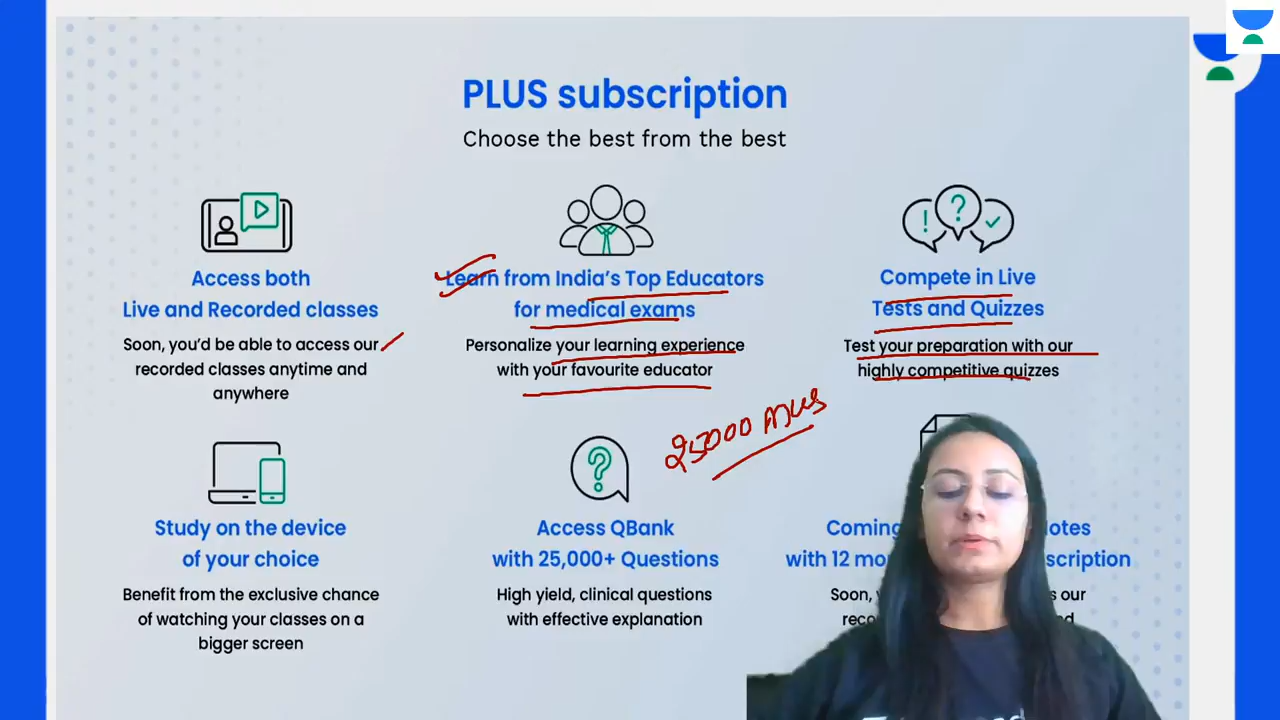 PLUS subscription
Choose the best from the best
Access both
Live and Recorded classes
Soon, you'd be able to access our
recorded classes anytime and
anywhere
Learn from India's Top Educators
for medical exams
Personalize your learning experience
with your favourite educator
Compete in Live
Tests and Quizzes
Test your preparation with our
highly competitive quizzes
25000
Study on the device
of your choice
Benefit from the exclusive chance
of watching your classes on a
bigger screen
Access QBank
with 25,000+ Questions
High yield, clinical questions
with effective explanation
Coming
with 12
Soon,
our